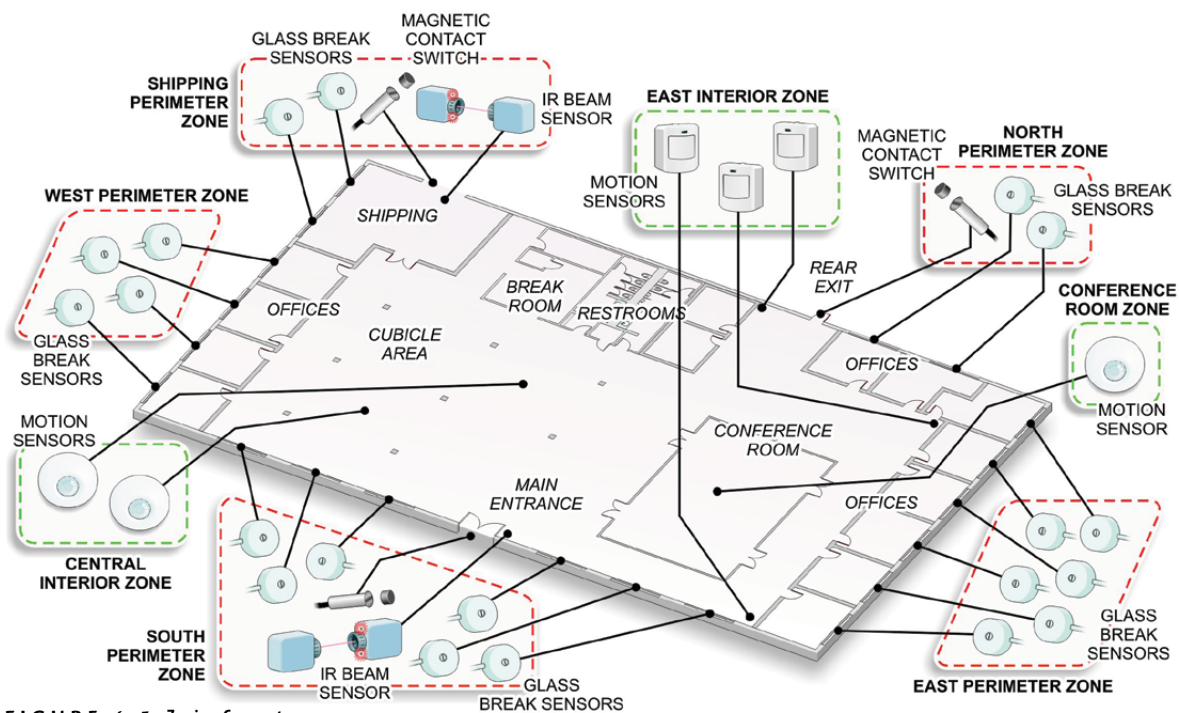 MAGNETIC
CONTACT
SWITCH
GLASS BREAK
SENSORS
SHIPPING
PERIMETER
ZONE
IR BEAM
SENSOR
EAST INTERIOR ZONE
MOTION
SENSORS
MAGNETIC
CONTACT
SWITCH
NORTH
PERIMETER ZONE
GLASS BREAK
SENSORS
WEST PERIMETER ZONE
GLASS
BREAK
SENSORS
SHIPPING
OFFICES
BREAK
ROOM
RESTROOMS
REAR
EXIT
CUBICLE
AREA
OFFICES
CONFERENCE
ROOM ZONE
MOTION
SENSOR
MOTION
SENSORS
CENTRAL
INTERIOR ZONE
MAIN
ENTRANCE
CONFERENCE
ROOM
OFFICES
SOUTH
PERIMETER
ZONE
IR BEAM
SENSOR
GLASS
BREAK SENSORS
GLASS
BREAK
SENSORS
EAST PERIMETER ZONE